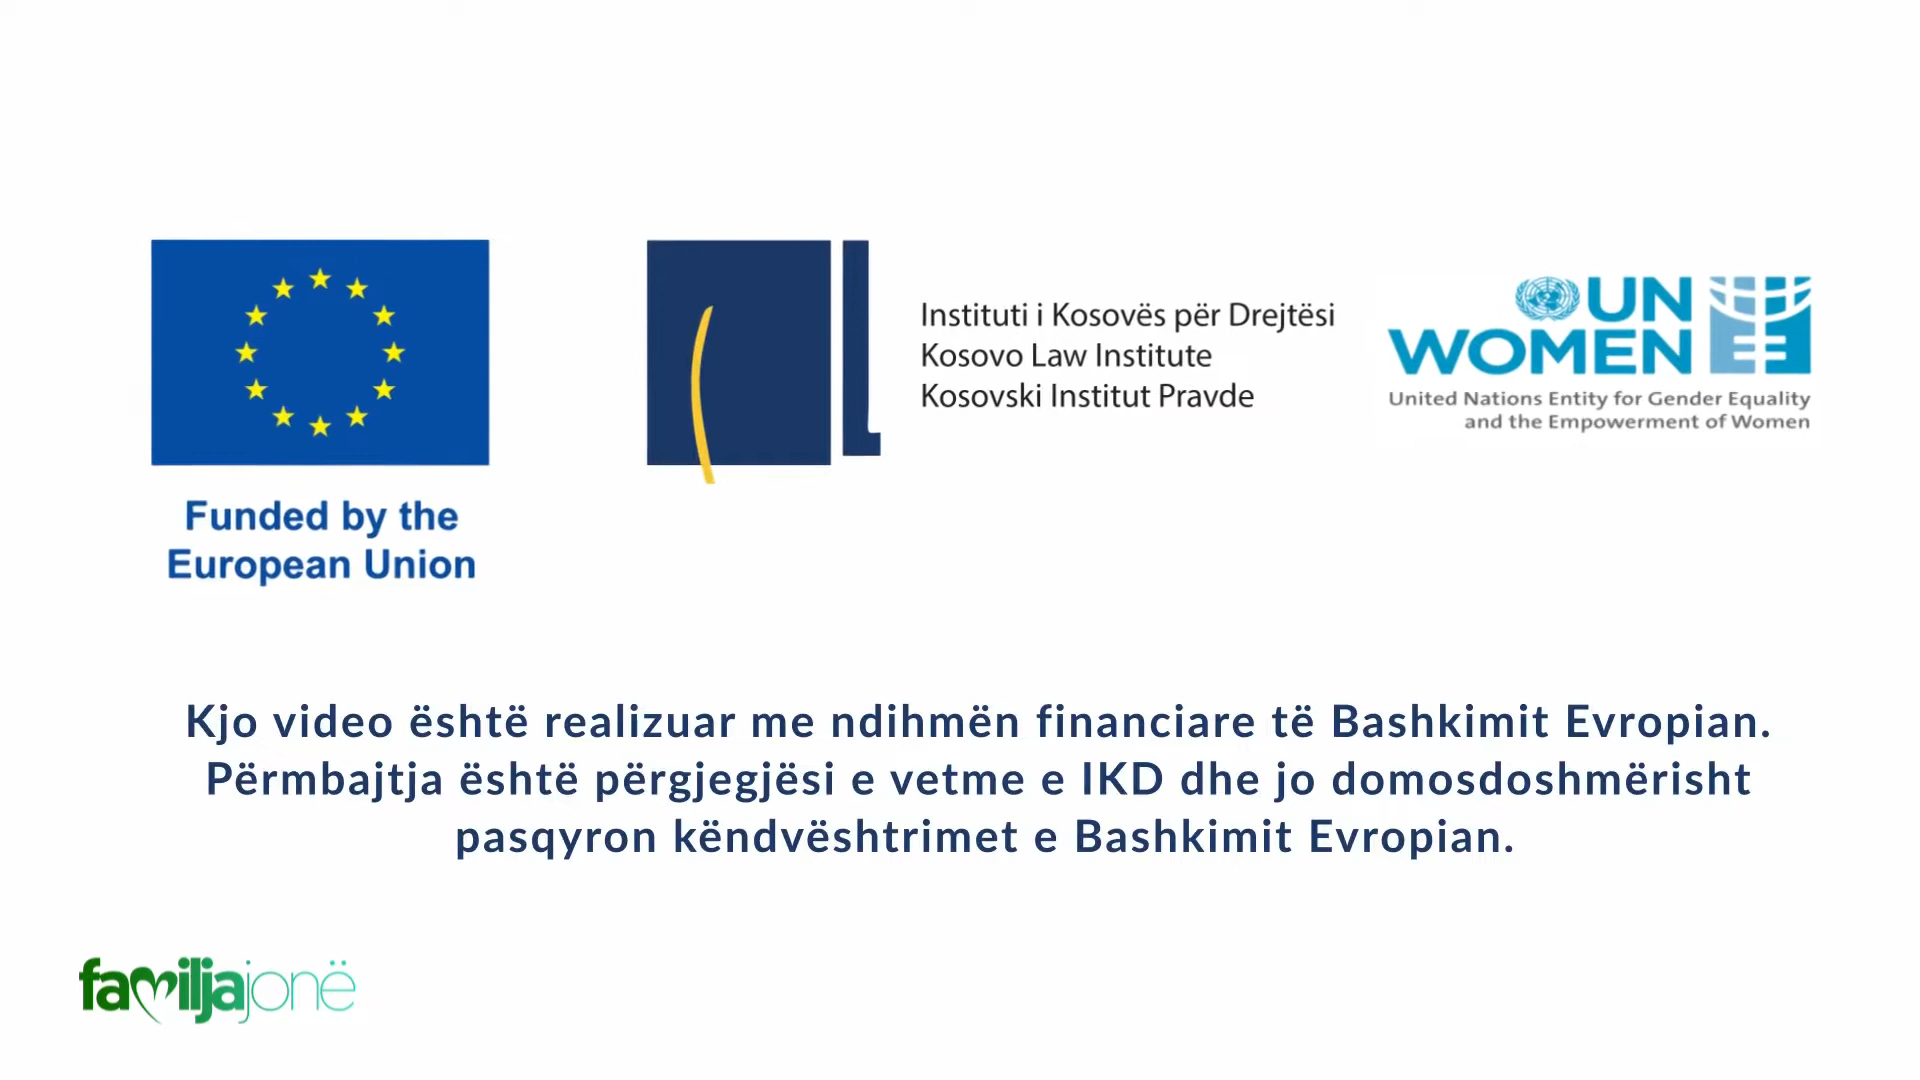 Funded by the
European Union
Instituti i Kosovës për Drejtësi
Kosovo Law Institute
Kosovski Institut Pravde
UN
WOMEN
United Nations Entity for Gender Equality
and the Empowerment of Women
Kjo video është realizuar me ndihmën financiare të Bashkimit Evropian.
Përmbajtja është përgjegjësi e vetme e IKD dhe jo domosdoshmërisht
pasqyron këndvështrimet e Bashkimit Evropian.
familjajonë